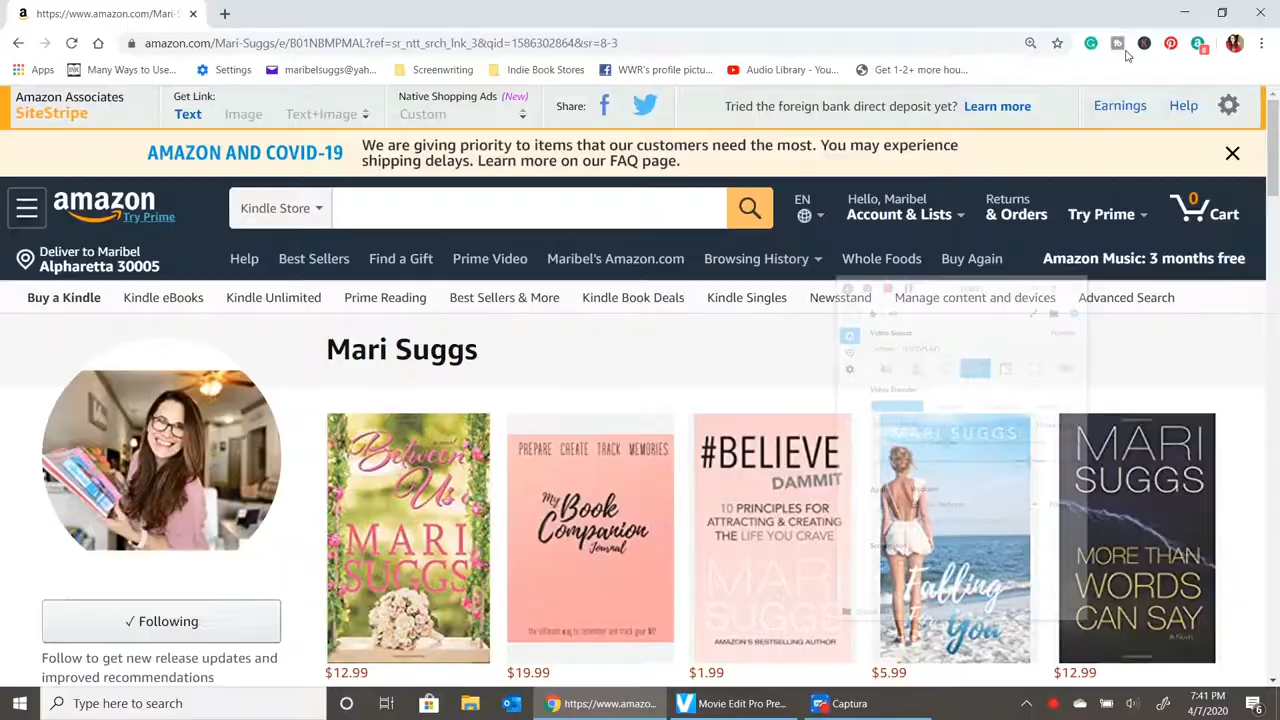 https://www.amazon.com/Mari-S
amazon.com/Mari-Suggs/e/B01NBMPMAL?ref=sr_ntt_srch_lnk_3&qid=1586302864&sr=8-3
Apps
Many Ways to Use...
Settings
maribelsuggs@yah...
Screenwriting
Indie Book Stores
WWR's profile pictu...
Audio Library - You...
Get 1-2+ more hou...
Amazon Associates
SiteStripe
Get Link:
Text
Image
Text+Image
Native Shopping Ads (New)
Custom
Share:
Tried the foreign bank direct deposit yet? Learn more
Earnings
Help
AMAZON AND COVID-19
We are giving priority to items that our customers need the most. You may experience
shipping delays. Learn more on our FAQ page.
amazon
Try Prime
Kindle Store
EN
Hello, Maribel
Account & Lists
Returns
& Orders
Try Prime
0
Cart
Deliver to Maribel
Alpharetta 30005
Help
Best Sellers
Find a Gift
Prime Video
Maribel's Amazon.com
Browsing History
Whole Foods
Buy Again
Amazon Music: 3 months free
Buy a Kindle
Kindle eBooks
Kindle Unlimited
Prime Reading
Best Sellers & More
Kindle Book Deals
Kindle Singles
Newsstand
Manage content and devices
Advanced Search
Video Source
Video Encoder
Mari Suggs
✓ Following
Follow to get new release updates and
improved recommendations
Between
Us
MARI
SUGGS
$12.99
PREPARE CREATE TRACK MEMORIES
My
Book
Companion
Journal
$19.99
#BELIEVE
DAMMIT
10 PRINCIPLES FOR
ATTRACTING & CREATING
THE LIFE YOU CRAVE
MARI
SUGGS
AMAZON'S BESTSELLING AUTHOR
$1.99
MARI SUGGS
Falling
For You
$5.99
MARI
SUGGS
MORE THAN
WORDS
CAN SAY
A Novel
$12.99
Type here to search
https://www.amazo...
Movie Edit Pro Pre...
Captura
7:41 PM
4/7/2020
6